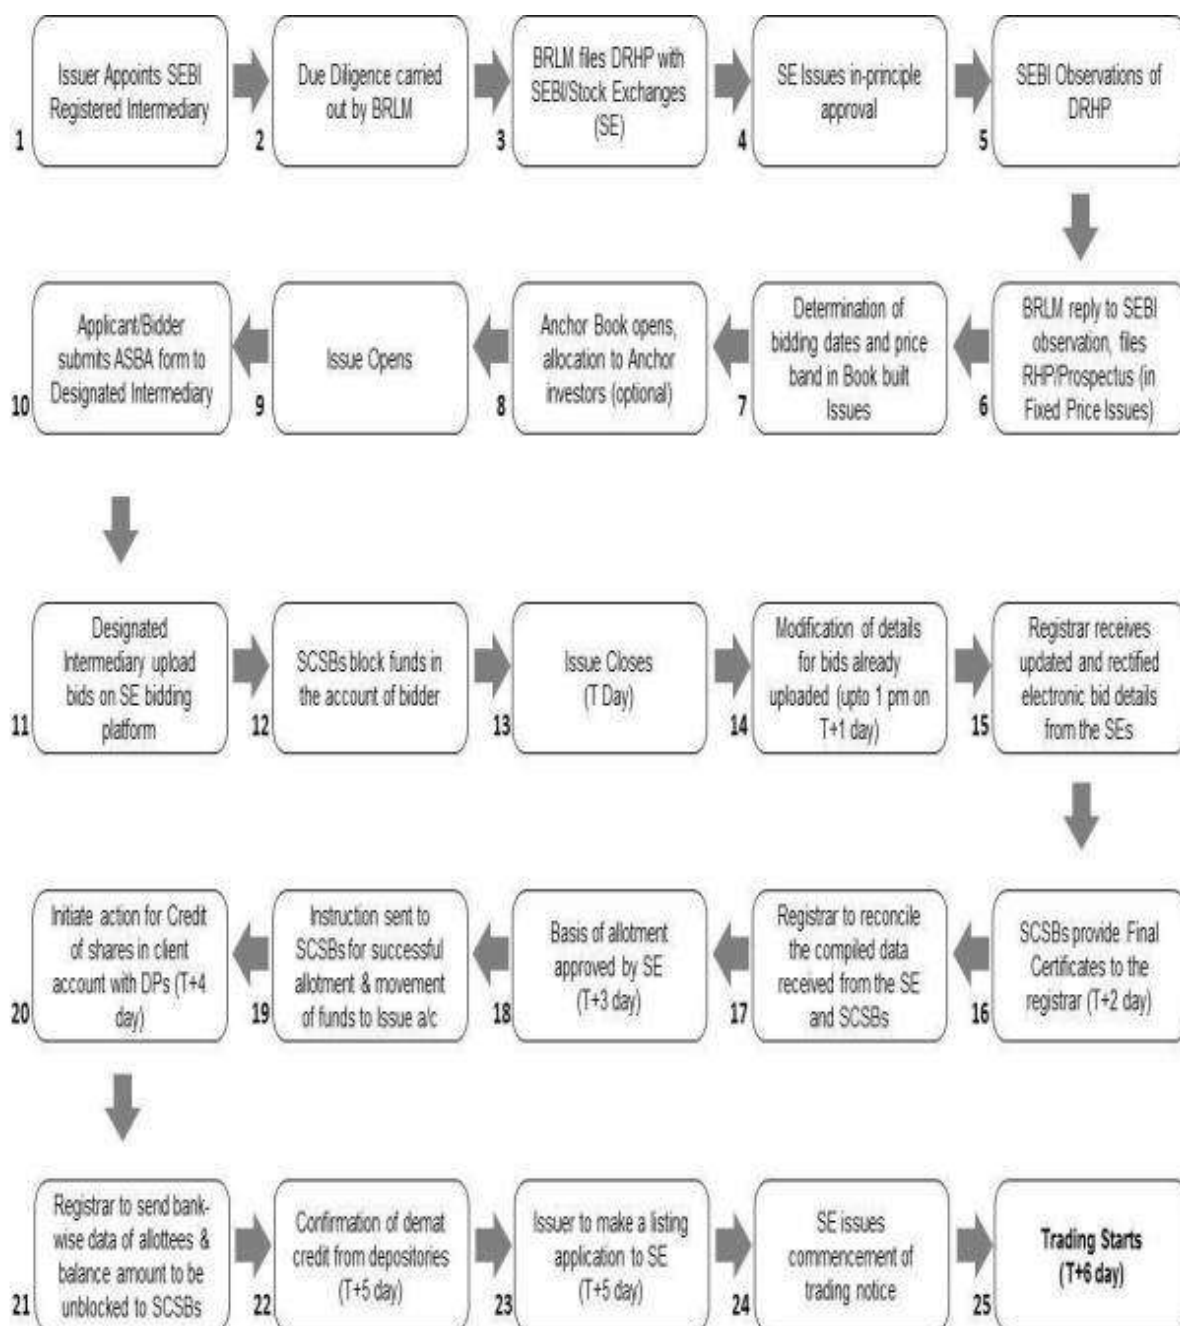 Issuer Appoints SEBI
Registered Intermediary
1
Due Diligence carried
out by BRLM
2
BRLM files DRHP with
SEBI/Stock Exchanges
(SE)
3
SE Issues in-principle
approval
4
SEBI Observations of
DRHP
5
BRLM reply to SEBI
observation, files
RHP/Prospectus (in
Fixed Price Issues)
6
Determination of
bidding dates and price
band in Book built
Issues
7
Anchor Book opens,
allocation to Anchor
investors (optional)
8
Issue Opens
9
Applicant/Bidder
submits ASBA form to
Designated Intermediary
10
Designated
Intermediary upload
bids on SE bidding
platform
11
SCSBs block funds in
the account of bidder
12
Issue Closes
(T Day)
13
Modification of details
for bids already
uploaded (upto 1 pm on
T+1 day)
14
Registrar receives
updated and rectified
electronic bid details
from the SEs
15
SCSBs provide Final
Certificates to the
registrar (T+2 day)
16
Registrar to reconcile
the compiled data
received from the SE
and SCSBs
17
Basis of allotment
approved by SE
(T+3 day)
18
Instruction sent to
SCSBs for successful
allotment & movement
of funds to Issue a/c
19
Initiate action for Credit
of shares in client
account with DPs (T+4
day)
20
Registrar to send bank-
wise data of allottees &
balance amount to be
unblocked to SCSBs
21
Confirmation of demat
credit from depositories
(T+5 day)
22
Issuer to make a listing
application to SE
(T+5 day)
23
SE issues
commencement of
trading notice
24
Trading Starts
(T+6 day)
25